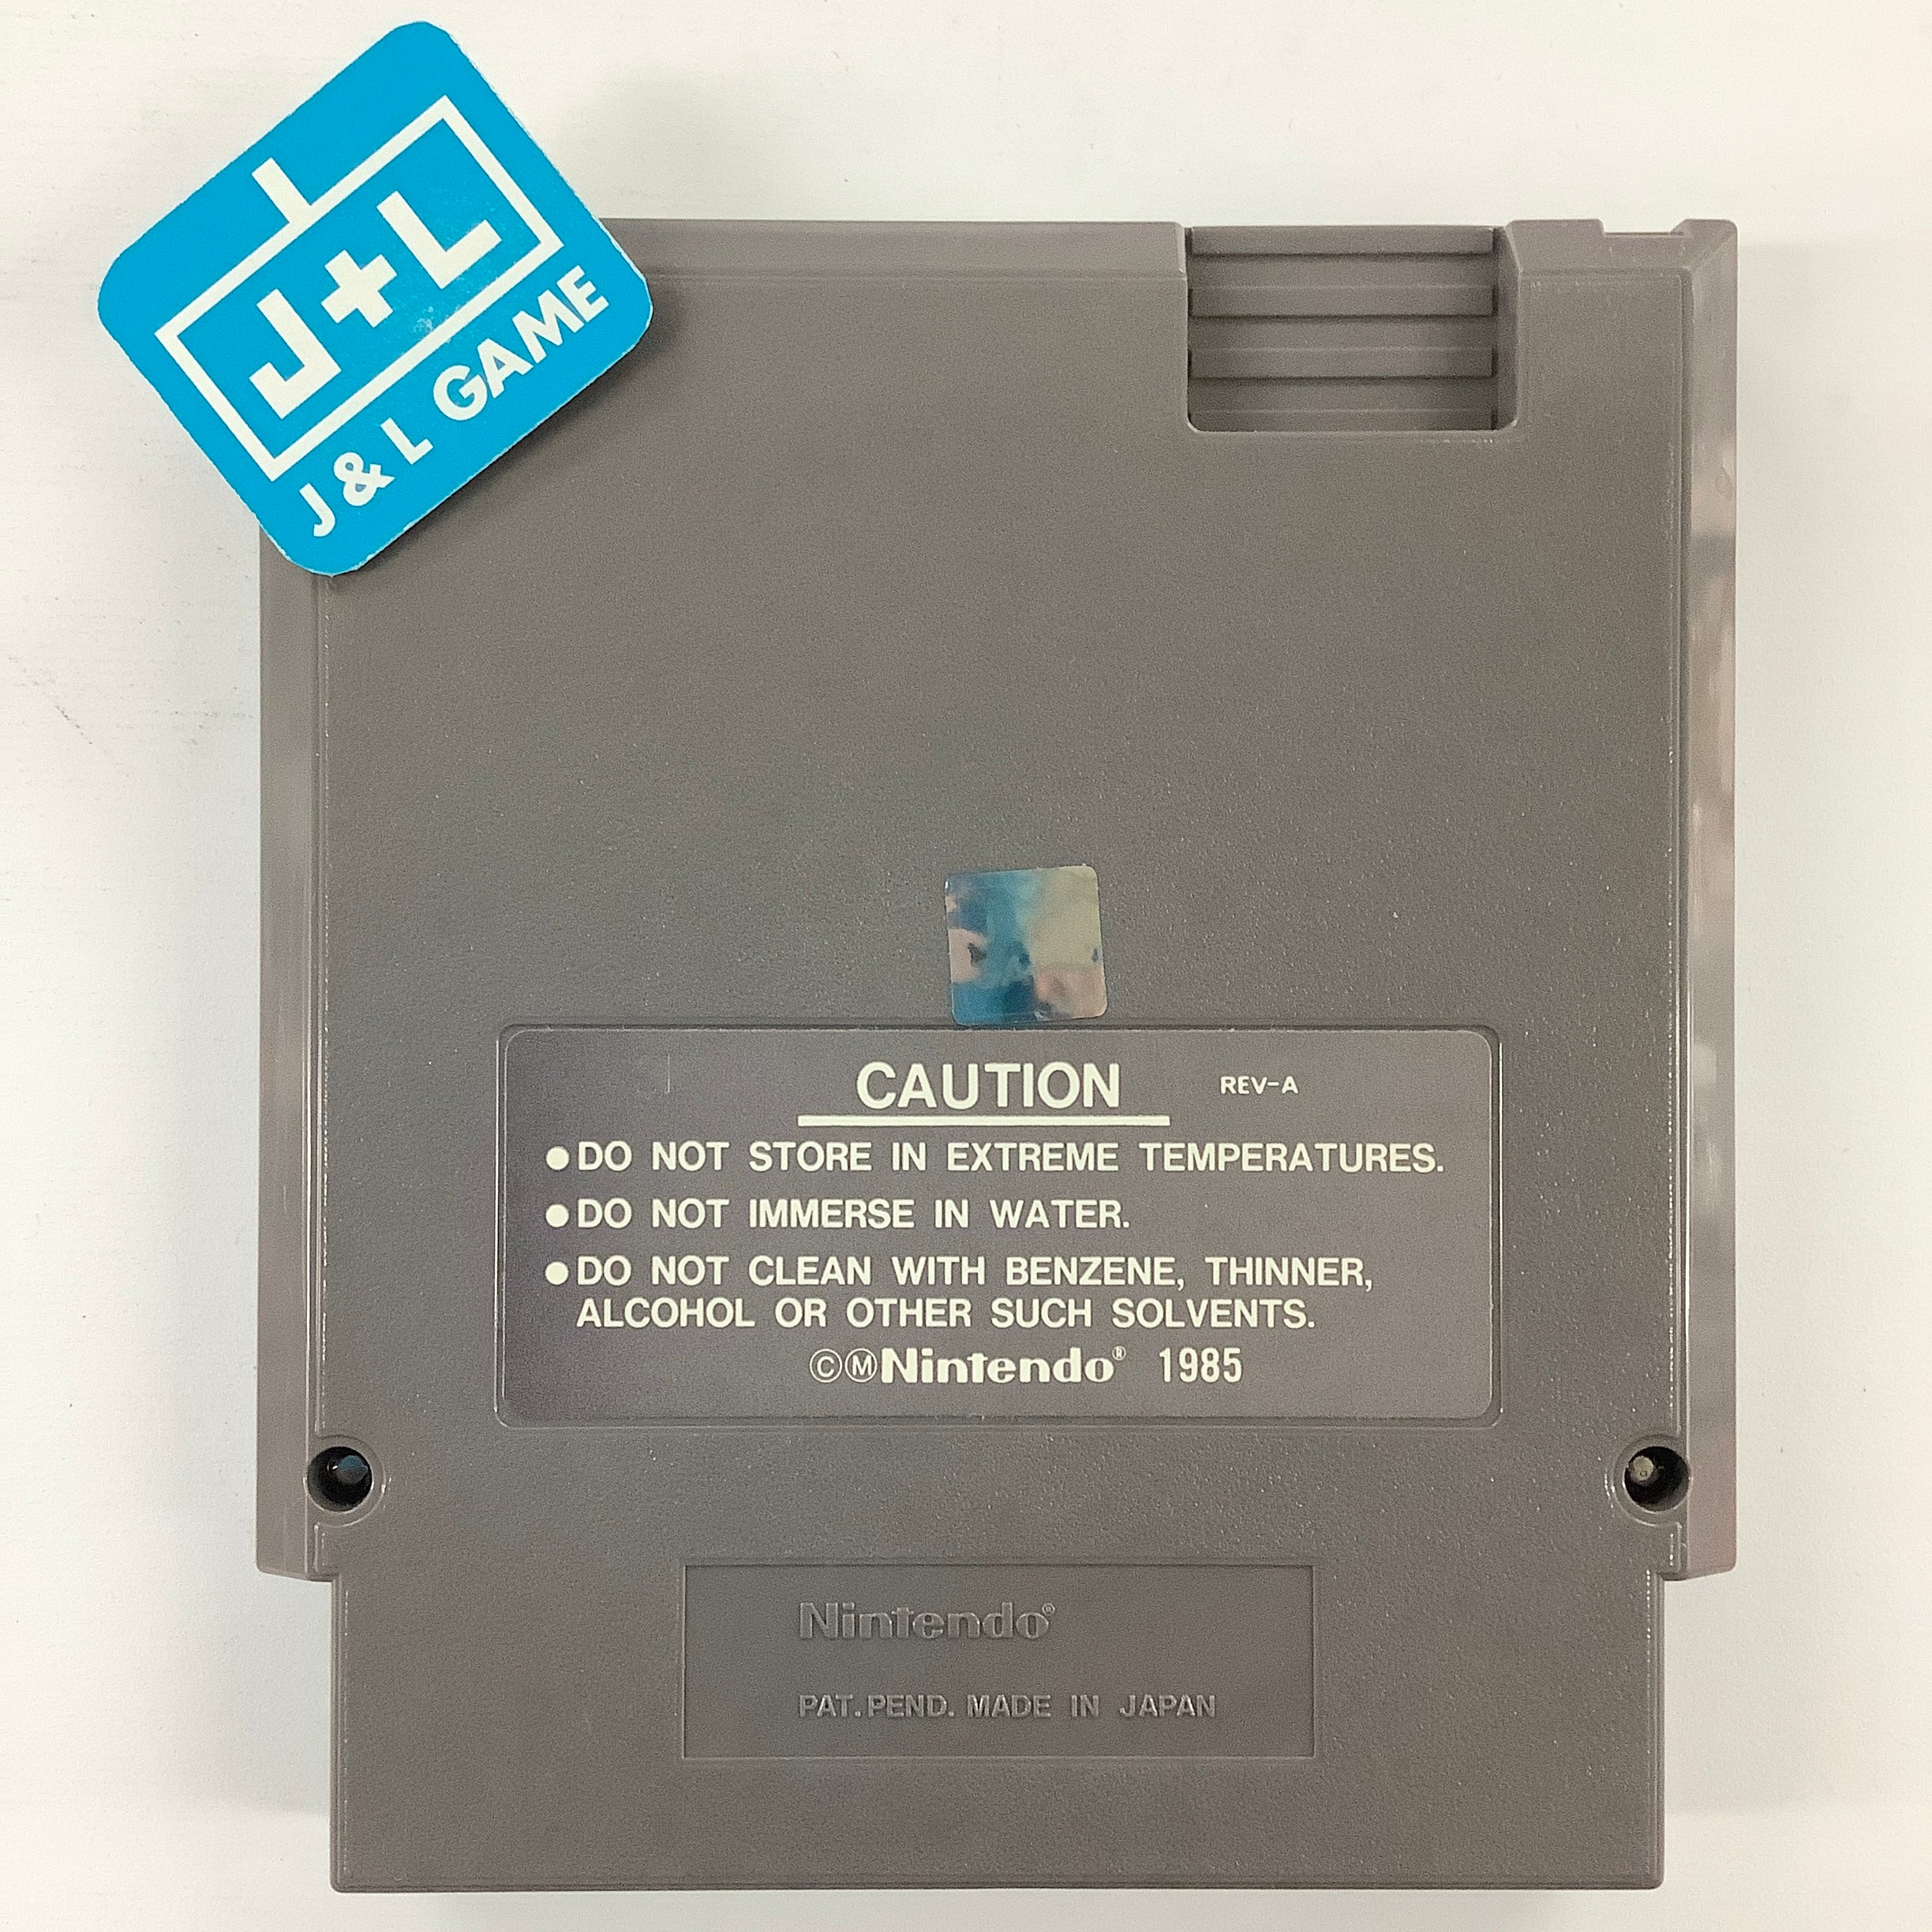 J+L
J & L GAME
CAUTION REV-A
●DO NOT STORE IN EXTREME TEMPERATURES.
●DO NOT IMMERSE IN WATER.
●DO NOT CLEAN WITH BENZENE, THINNER,
ALCOHOL OR OTHER SUCH SOLVENTS.
©ⓂNintendo® 1985
Nintendo®
PAT.PEND. MADE IN JAPAN